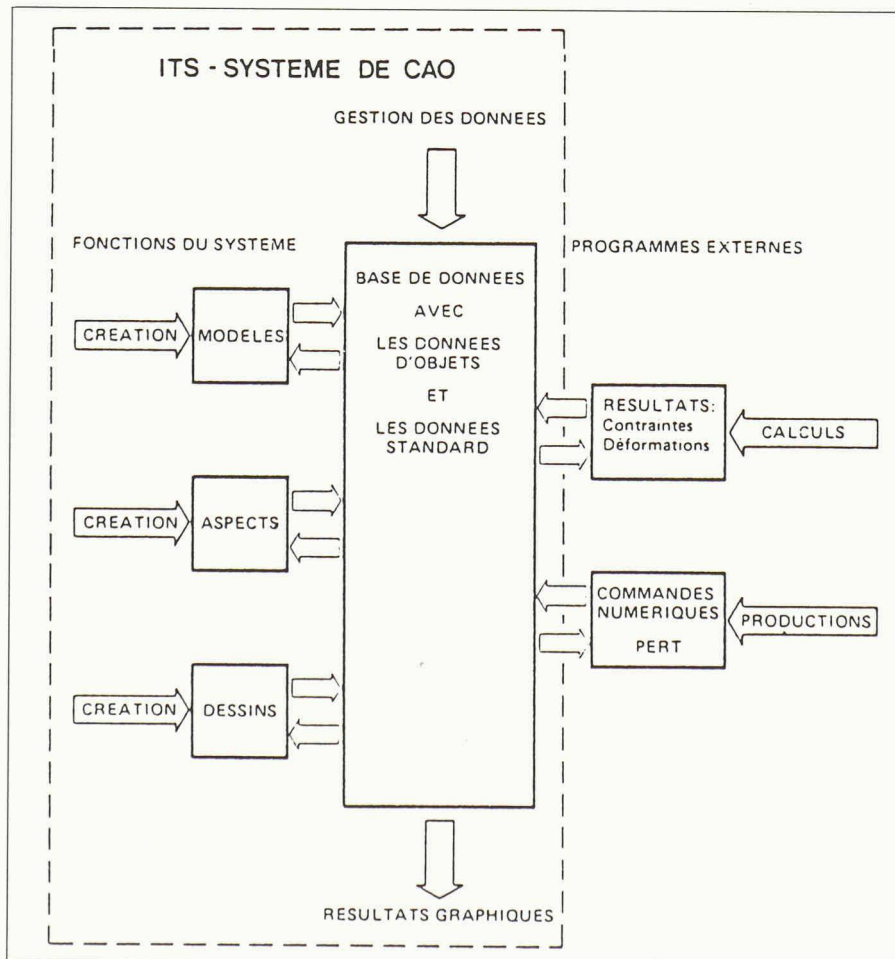 ITS - SYSTEME DE CAO
GESTION DES DONNEES
FONCTIONS DU SYSTEME
PROGRAMMES EXTERNES
BASE DE DONNEES
AVEC
LES DONNEES
D'OBJETS
ET
LES DONNEES
STANDARD
CREATION
MODELES
CREATION
ASPECTS
CREATION
DESSINS
RESULTATS:
Contraintes
Déformations
CALCULS
COMMANDES
NUMERIQUES
PERT
PRODUCTIONS
RESULTATS GRAPHIQUES